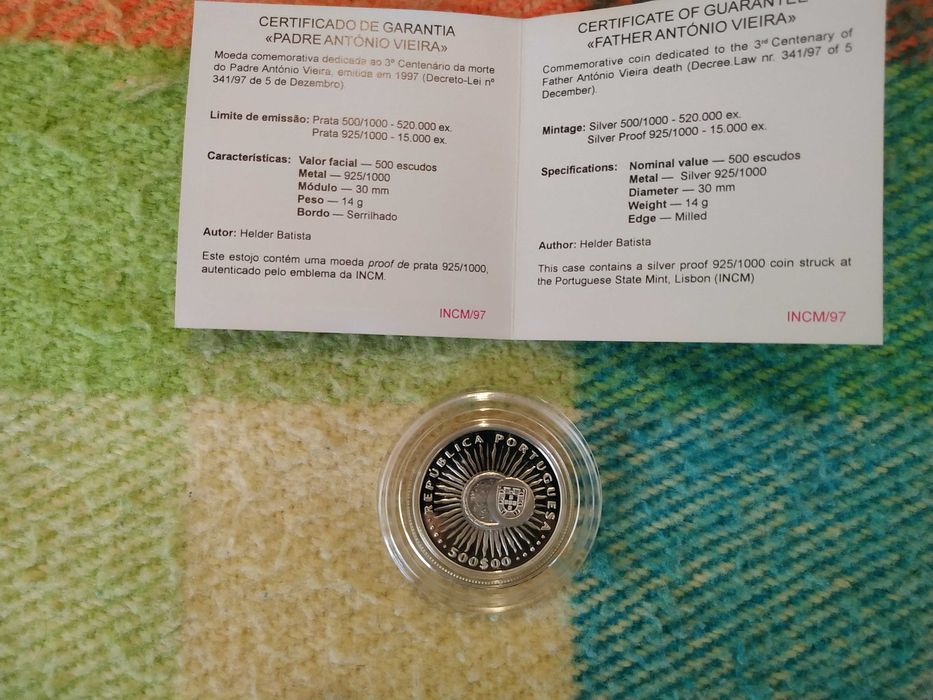 CERTIFICADO DE GARANTIA
«PADRE ANTÓNIO VIEIRA»
Moeda comemorativa dedicada ao 3º Centenário da morte
do Padre António Vieira, emitida em 1997 (Decreto-Lei nº
341/97 de 5 de Dezembro).
Limite de emissão: Prata 500/1000 - 520.000 ex.
Prata 925/1000 - 15.000 ex.
Características: Valor facial — 500 escudos
Metal — 925/1000
Módulo — 30 mm
Peso — 14 g
Bordo — Serrilhado
Autor: Helder Batista
Este estojo contém uma moeda proof de prata 925/1000,
autenticado pelo emblema da INCM.
INCM/97
CERTIFICATE OF GUARANTEE
«FATHER ANTÓNIO VIEIRA»
Commemorative coin dedicated to the 3rd Centenary of
Father António Vieira death (Decree.Law nr. 341/97 of 5
December).
Mintage: Silver 500/1000 - 520.000 ex.
Silver Proof 925/1000 - 15.000 ex.
Specifications: Nominal value — 500 escudos
Metal — Silver 925/1000
Diameter — 30 mm
Weight — 14 g
Edge — Milled
Author: Helder Batista
This case contains a silver proof 925/1000 coin struck at
the Portuguese State Mint, Lisbon (INCM)
INCM/97
REPÚBLICA PORTUGUESA
500$00